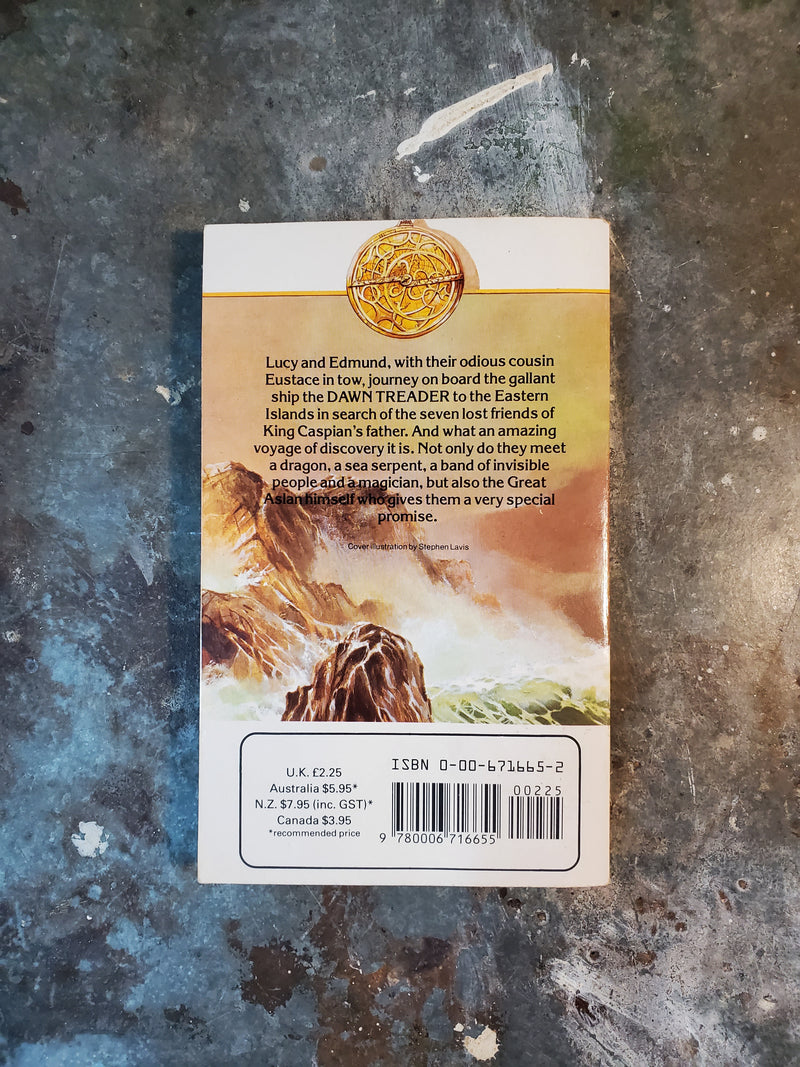 Lucy and Edmund, with their odious cousin
Eustace in tow, journey on board the gallant
ship the DAWN TREADER to the Eastern
Islands in search of the seven lost friends of
King Caspian's father. And what an amazing
voyage of discovery it is. Not only do they meet
a dragon, a sea serpent, a band of invisible
people and a magician, but also the Great
Aslan himself who gives them a very special
promise.
Cover illustration by Stephen Lavis
U.K. £2.25
Australia $5.95*
N.Z. $7.95 (inc. GST)*
Canada $3.95
*recommended price
ISBN 0-00-671665-2
00225
9 780006 716655